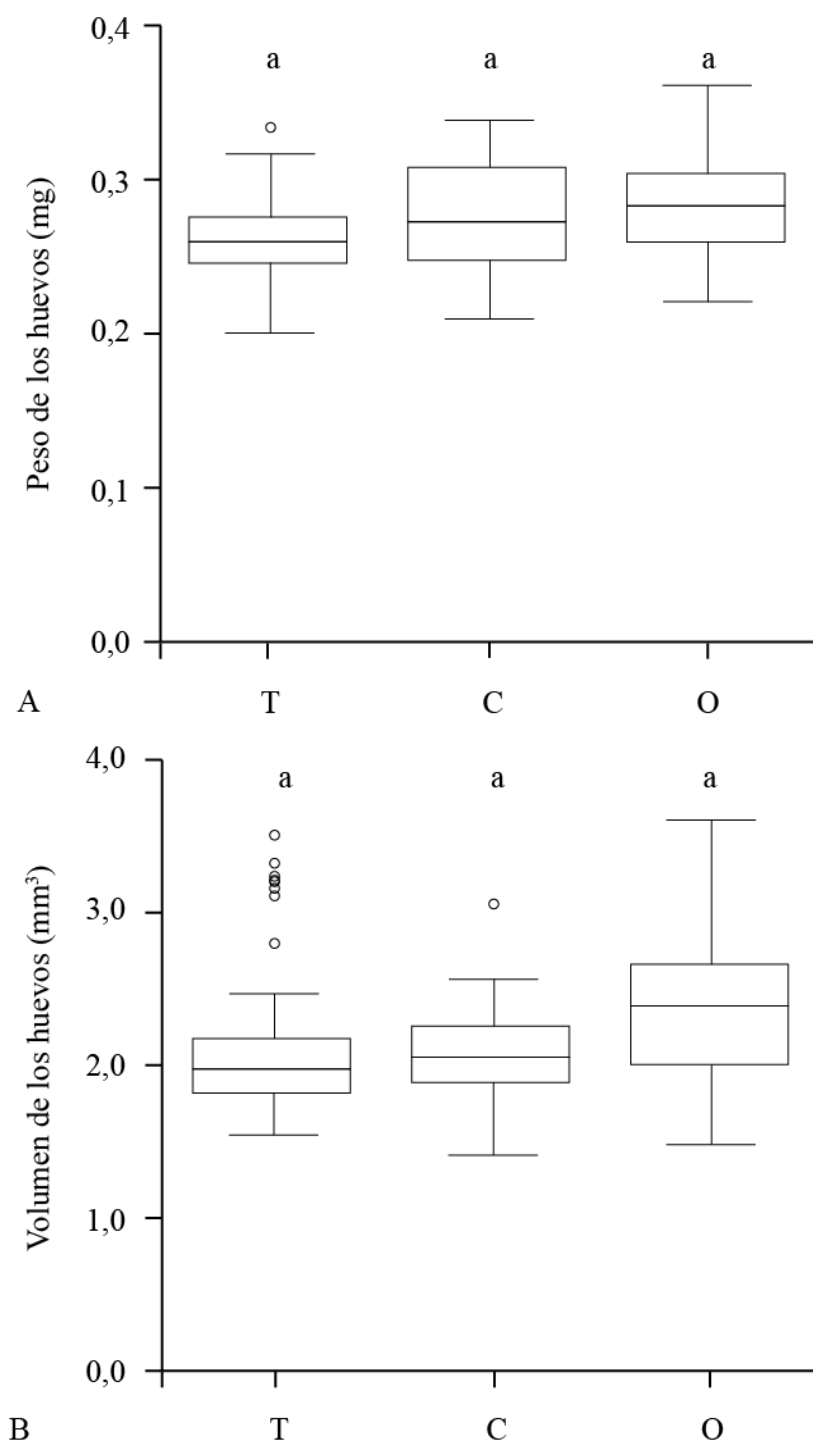 0,4
a a a
0,3
Peso de los huevos (mg)
0,2
0,1
0,0
A T C O
4,0
a a a
3,0
Volumen de los huevos (mm³)
2,0
1,0
0,0
B T C O